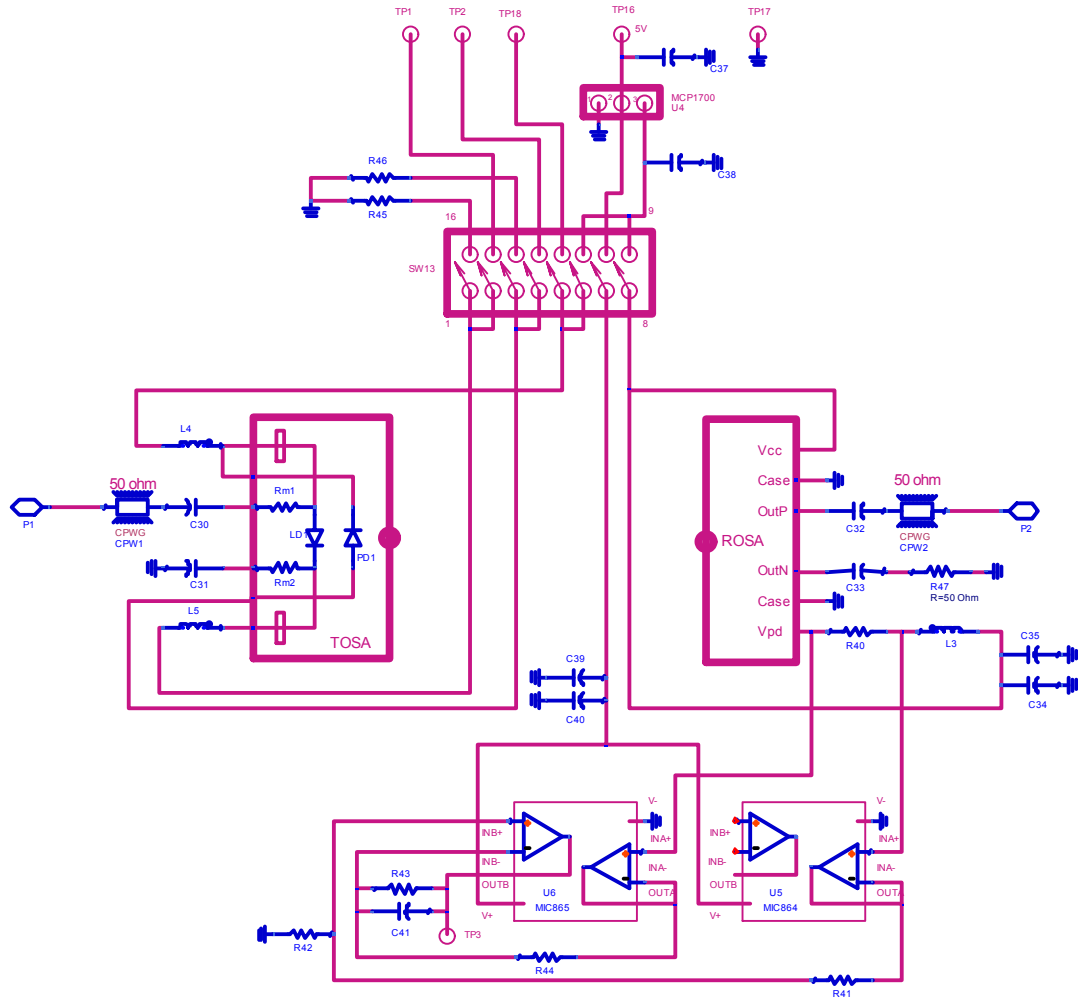 TP1
TP2
TP18
TP16
TP17
5V
C37
1
2
3
MCP1700
U4
C38
R46
R45
16
9
SW13
1
8
L4
50 ohm
P1
CPWG
CPW1
C30
C31
Rm1
LD1
PD1
Rm2
L5
TOSA
Vcc
Case
OutP
ROSA
OutN
Case
Vpd
50 ohm
C32
CPWG
CPW2
P2
C33
R47
R=50 Ohm
R40
L3
C35
C34
C39
C40
V-
INB+
INA+
INB-
INA-
OUTB
OUTA
U6
MIC865
V+
V-
INB+
INA+
INB-
INA-
OUTB
OUTA
U5
MIC864
V+
R43
C41
TP3
R42
R44
R41